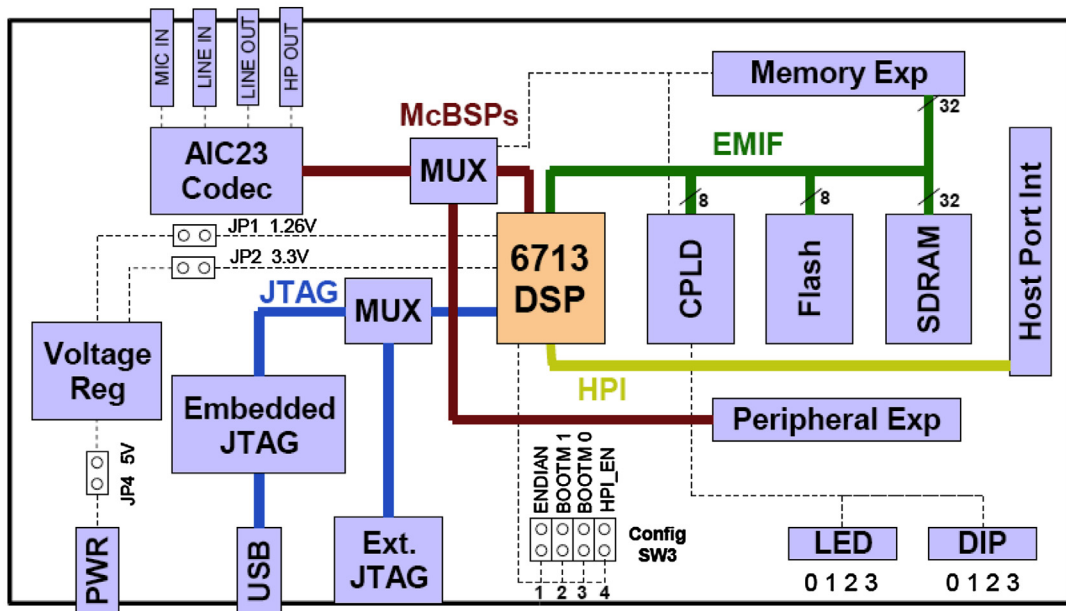 MIC IN
LINE IN
LINE OUT
HP OUT
Memory Exp
32
McBSPs
AIC23
Codec
MUX
EMIF
8
8
32
Host Port Int
JP1 1.26V
JP2 3.3V
6713
DSP
CPLD
Flash
SDRAM
JTAG
MUX
Voltage
Reg
HPI
Embedded
JTAG
Peripheral Exp
JP4 5V
ENDIAN
BOOTM 1
BOOTM 0
HPI_EN
Config
SW3
PWR
USB
Ext.
JTAG
1 2 3 4
LED
0 1 2 3
DIP
0 1 2 3